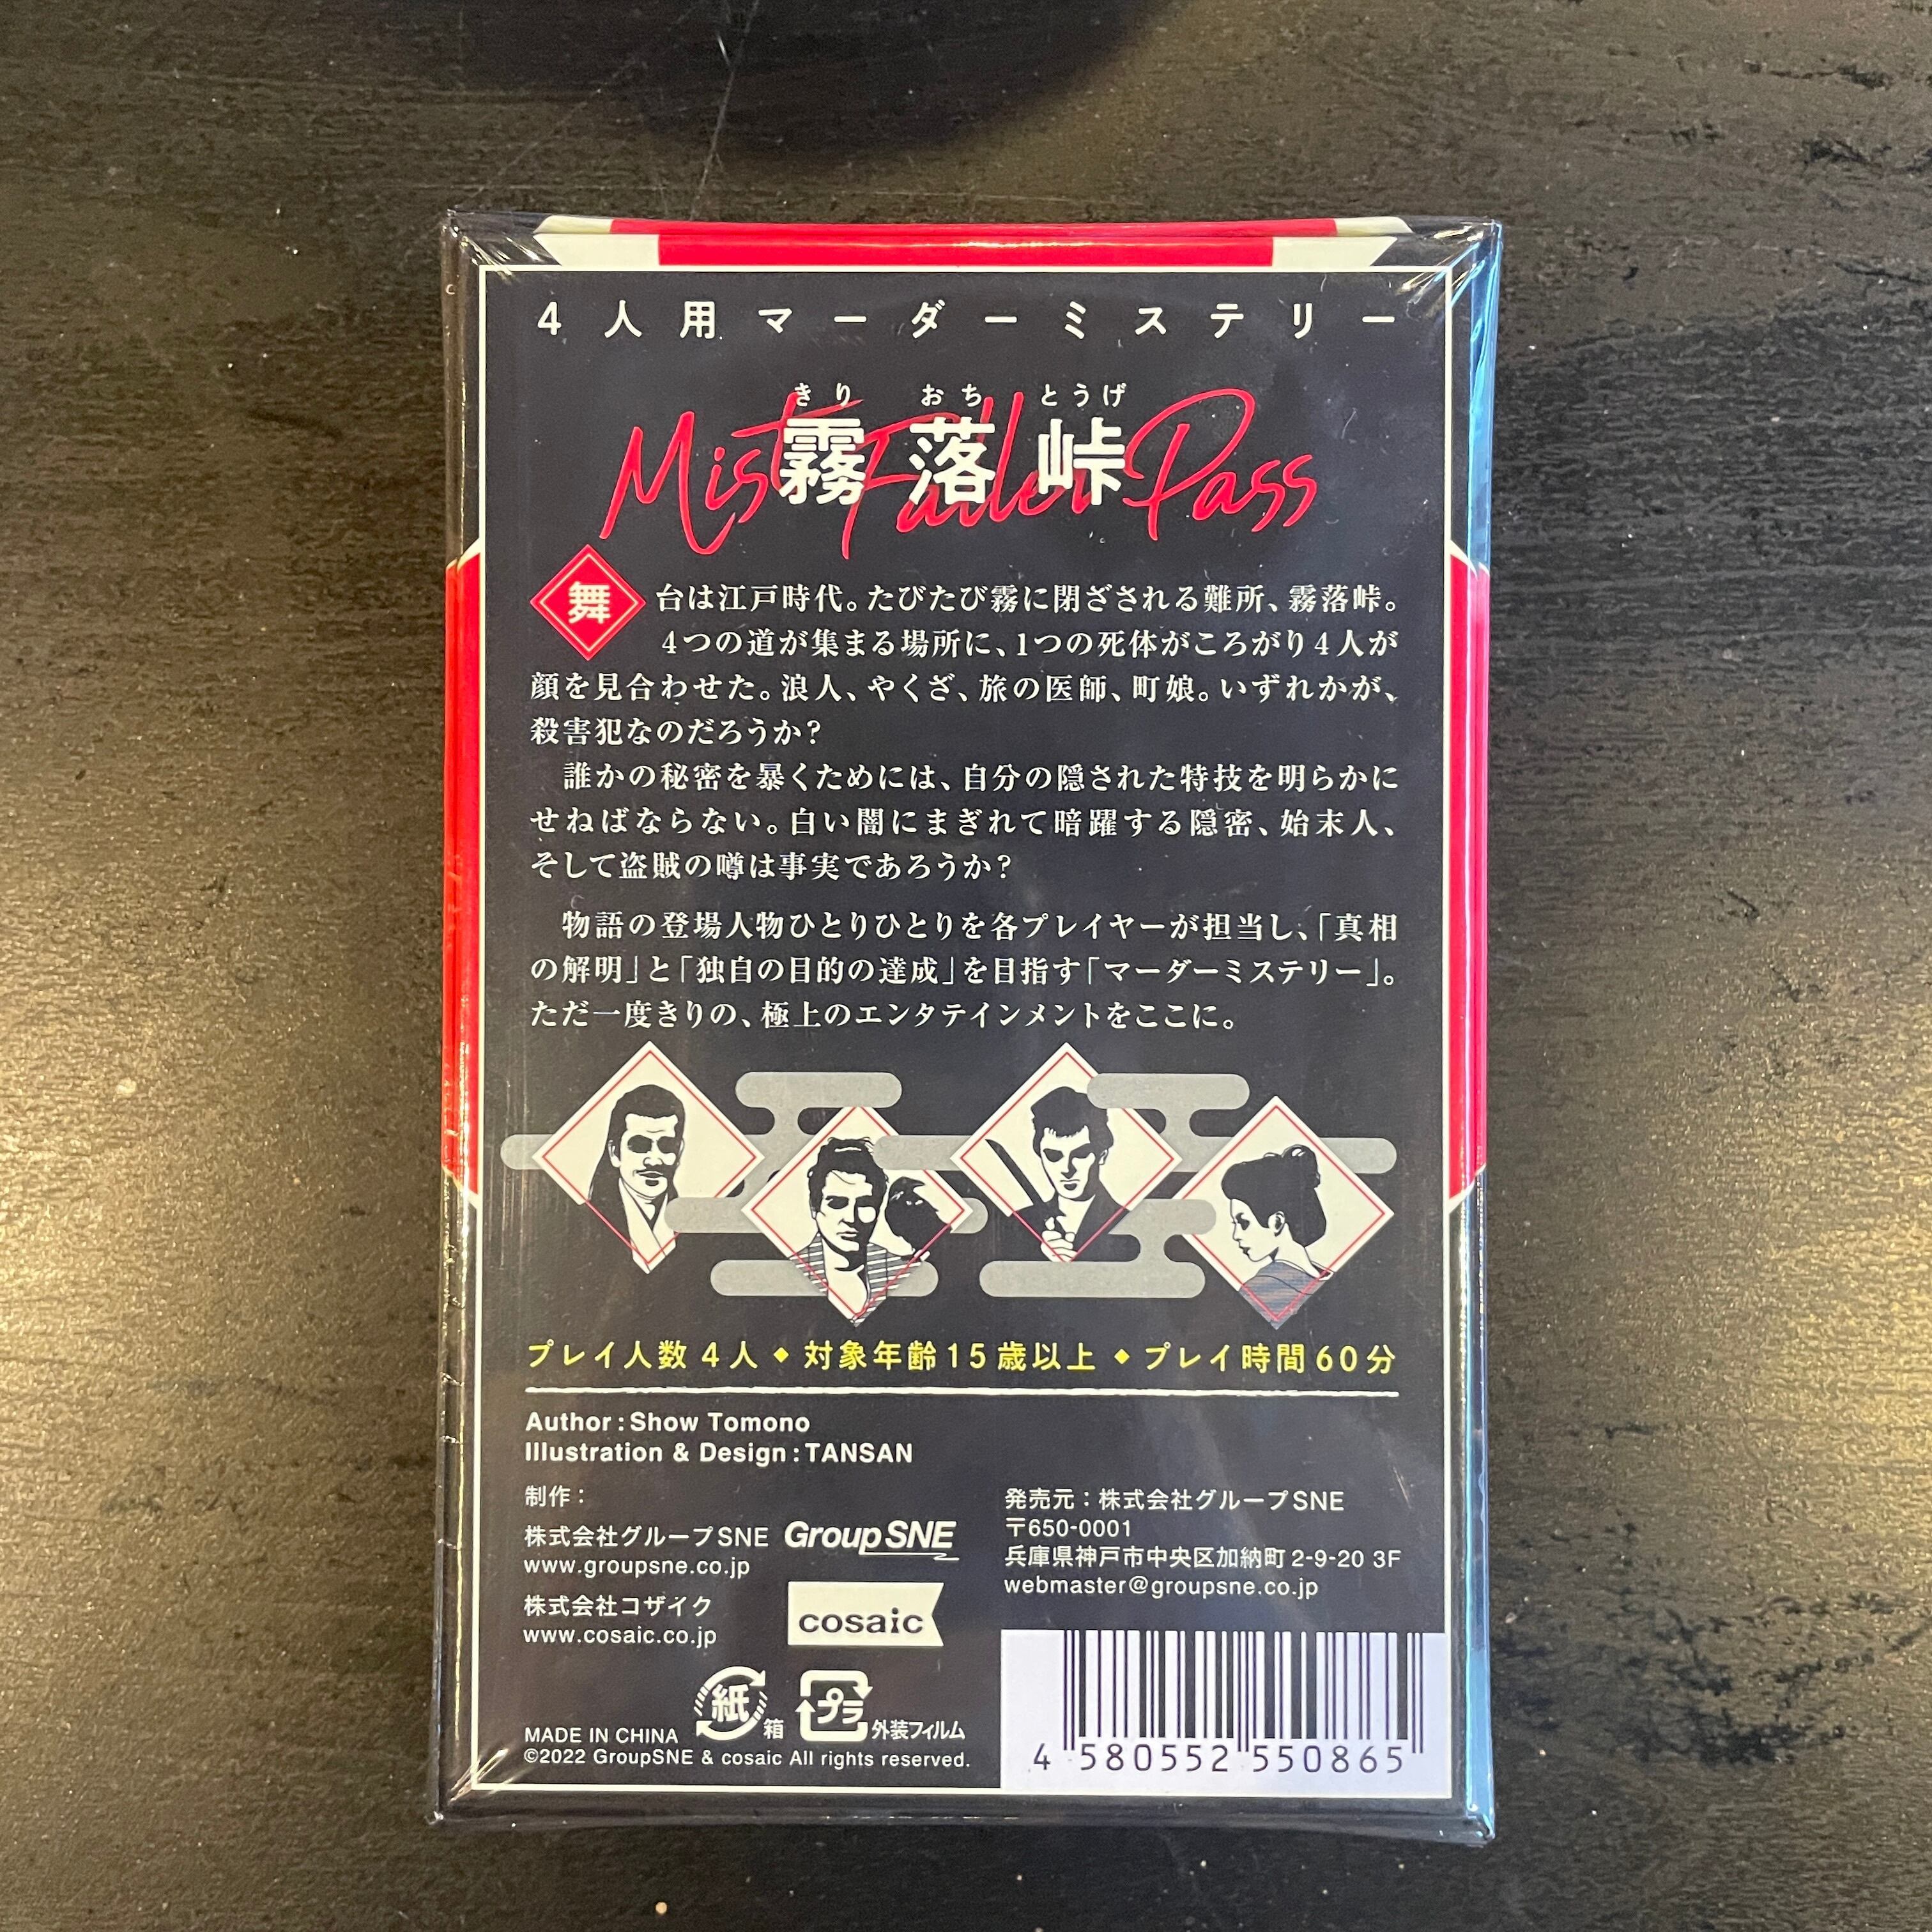 4人用マーダーミステリー
きり おち とうげ
霧落峠
Mist Faller Pass
舞台は江戸時代。たびたび霧に閉ざされる難所、霧落峠。
4つの道が集まる場所に、1つの死体がころがり4人が
顔を見合わせた。浪人、やくざ、旅の医師、町娘。いずれかが、
殺害犯なのだろうか?
誰かの秘密を暴くためには、自分の隠された特技を明らかに
せねばならない。白い闇にまぎれて暗躍する隠密、始末人、
そして盗賊の噂は事実であろうか?
物語の登場人物ひとりひとりを各プレイヤーが担当し、「真相
の解明」と「独自の目的の達成」を目指す「マーダーミステリー」。
ただ一度きりの、極上のエンタテインメントをここに。
プレイ人数4人◆対象年齢15歳以上◆プレイ時間60分
Author:Show Tomono
Illustration & Design:TANSAN
制作:
株式会社グループSNE GroupSNE
www.groupsne.co.jp
株式会社コザイク cosaic
www.cosaic.co.jp
発売元:株式会社グループSNE
〒650-0001
兵庫県神戸市中央区加納町2-9-20 3F
webmaster@groupsne.co.jp
紙 箱 プラ 外装フィルム
MADE IN CHINA
©2022 GroupSNE & cosaic All rights reserved.
4 580552 550865